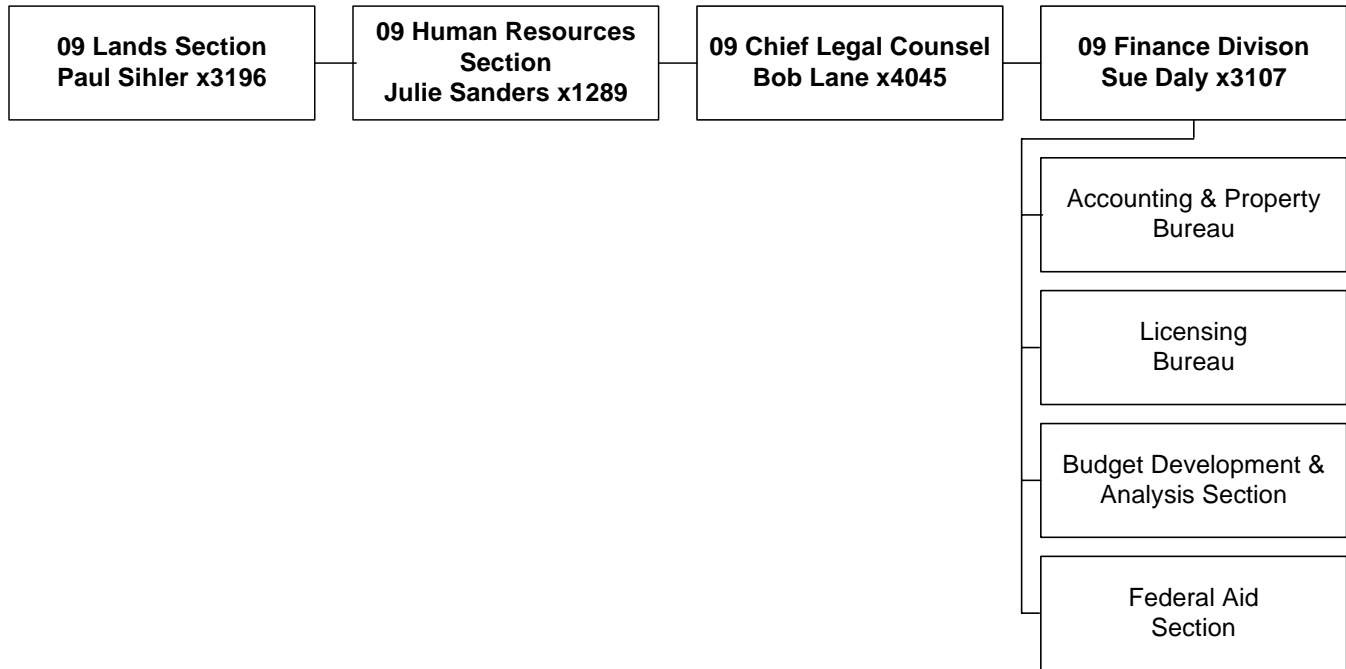 09 Lands Section
Paul Sihler x3196
09 Human Resources
Section
Julie Sanders x1289
09 Chief Legal Counsel
Bob Lane x4045
09 Finance Divison
Sue Daly x3107
Accounting & Property
Bureau
Licensing
Bureau
Budget Development &
Analysis Section
Federal Aid
Section